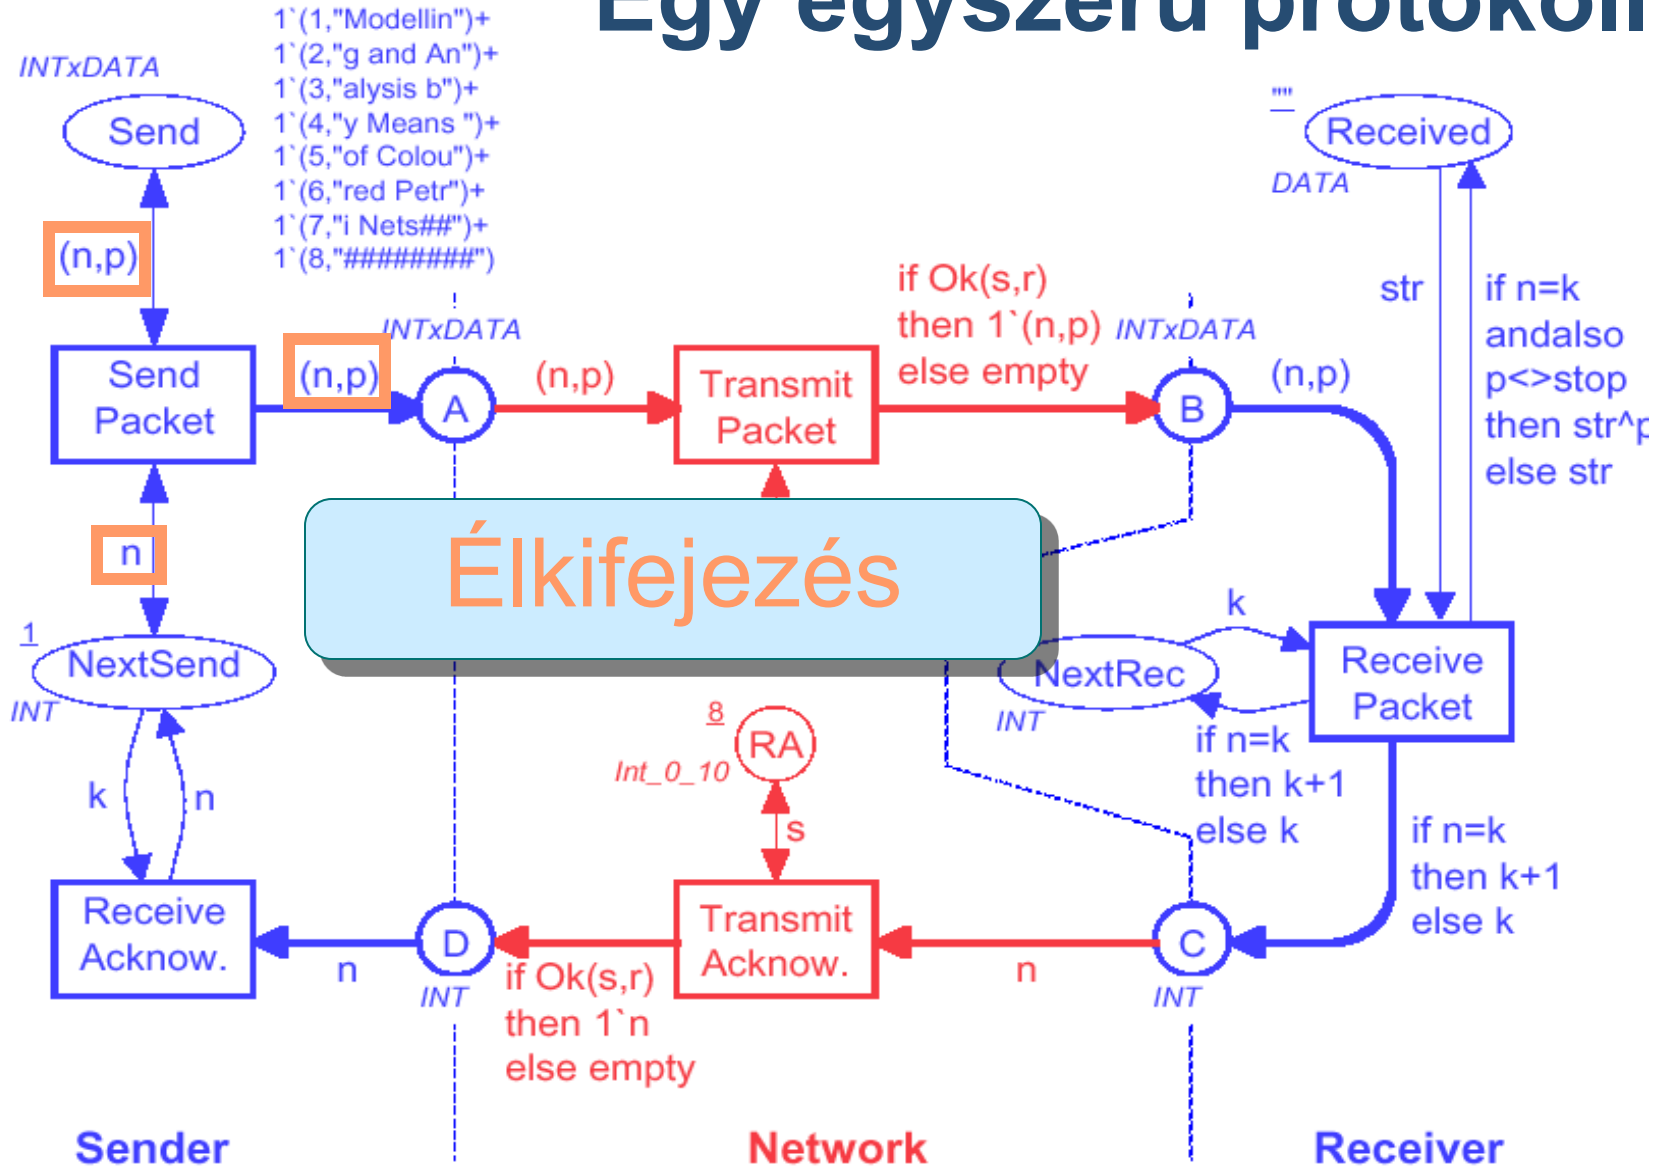 Egy egyszerű protokoll
1`(1,"Modellin")+
1`(2,"g and An")+
1`(3,"alysis b")+
1`(4,"y Means ")+
1`(5,"of Colou")+
1`(6,"red Petr")+
1`(7,"i Nets##")+
1`(8,"########")
INTxDATA
Send
(n,p)
Send
Packet
(n,p)
INTxDATA
A
(n,p)
Transmit
Packet
if Ok(s,r)
then 1`(n,p)
else empty
INTxDATA
B
(n,p)
""
Received
DATA
str
if n=k
andalso
p<>stop
then str^p
else str
n
Élkifejezés
1
NextSend
INT
k
n
NextRec
INT
k
Receive
Packet
if n=k
then k+1
else k
if n=k
then k+1
else k
8
RA
Int_0_10
s
Receive
Acknow.
n
D
INT
if Ok(s,r)
then 1`n
else empty
Transmit
Acknow.
n
C
INT
Sender
Network
Receiver